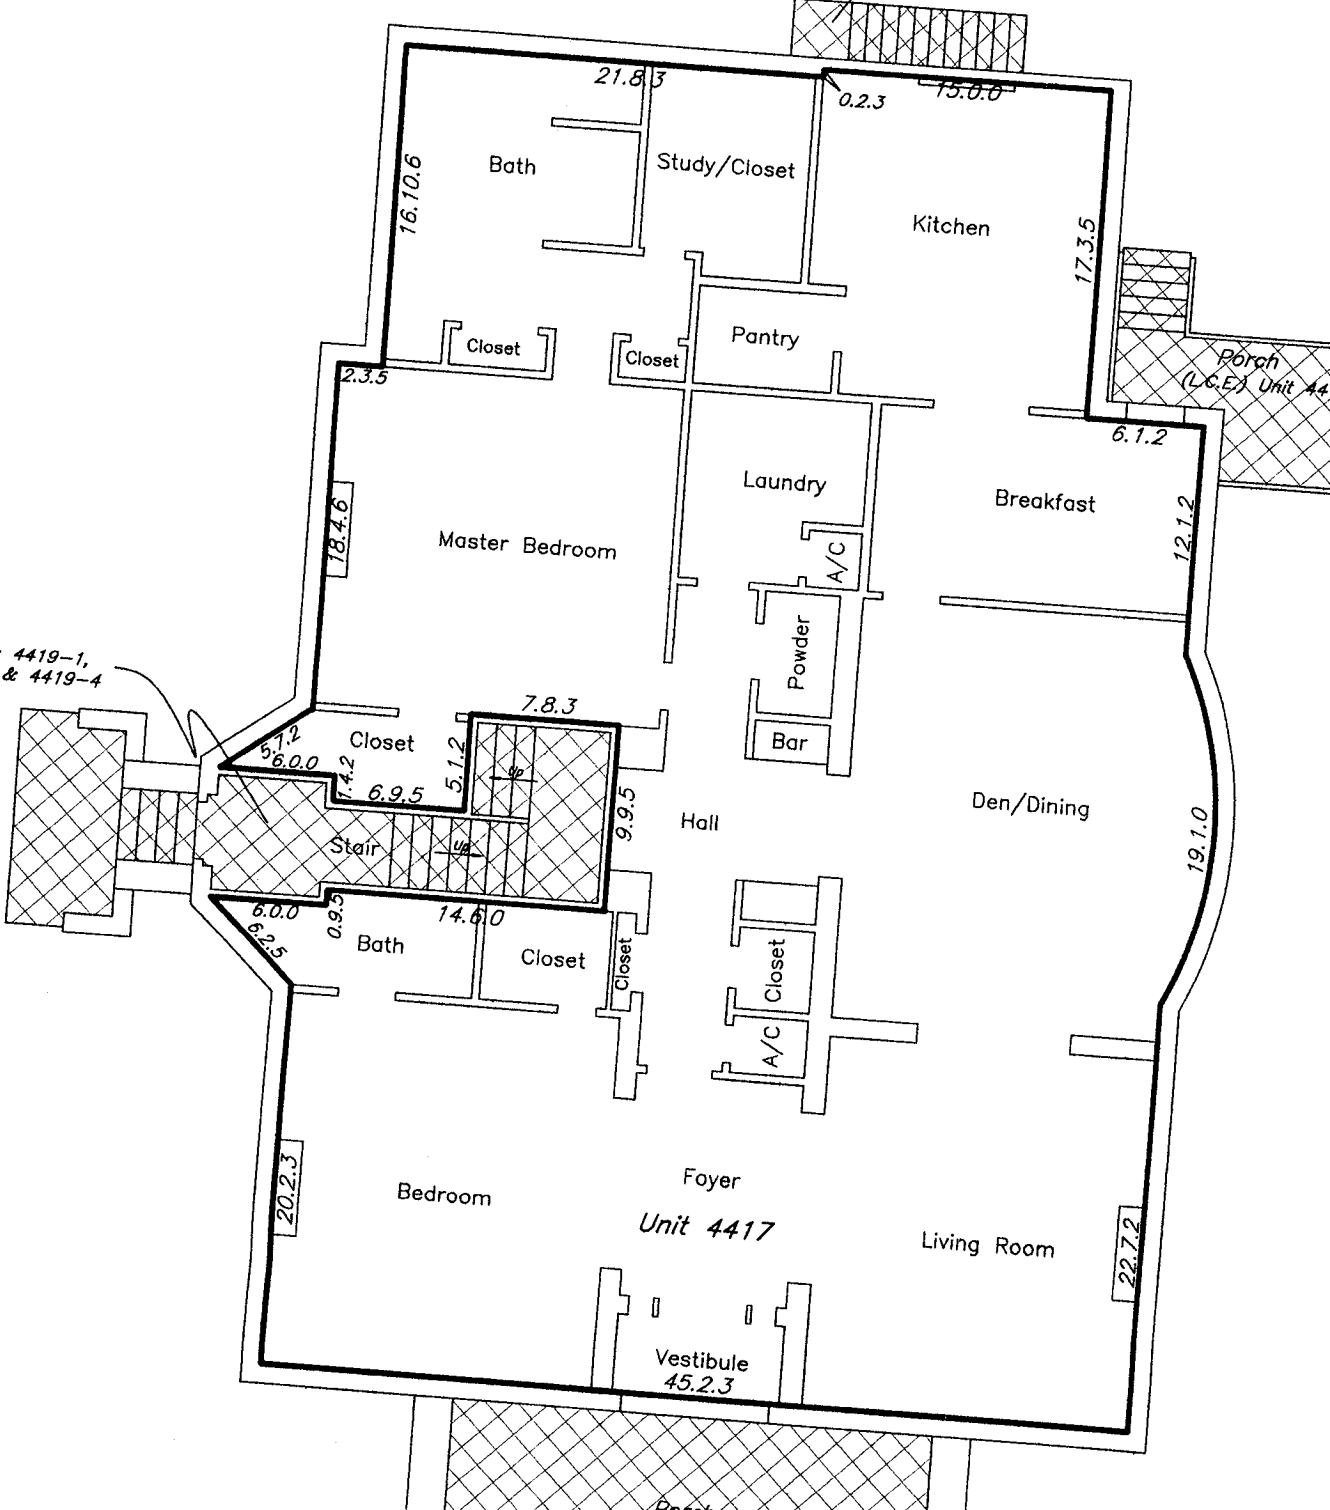 21.8.3
15.0.0
0.2.3
Bath
Study/Closet
16.10.6
Kitchen
17.3.5
Closet
Closet
Pantry
Porch
(L.C.E.) Unit 44
2.3.5
6.1.2
Laundry
Breakfast
18.4.6
Master Bedroom
A/C
12.1.2
4419-1,
& 4419-4
Powder
7.8.3
5.7.2
6.0.0
Closet
5.1.2
Up
Bar
1.4.2
6.9.5
9.9.5
Hall
Den/Dining
19.1.0
Stair
Up
6.0.0
0.9.5
14.6.0
6.2.5
Bath
Closet
Closet
Closet
A/C
20.2.3
Bedroom
Foyer
Unit 4417
Living Room
22.7.2
Vestibule
45.2.3